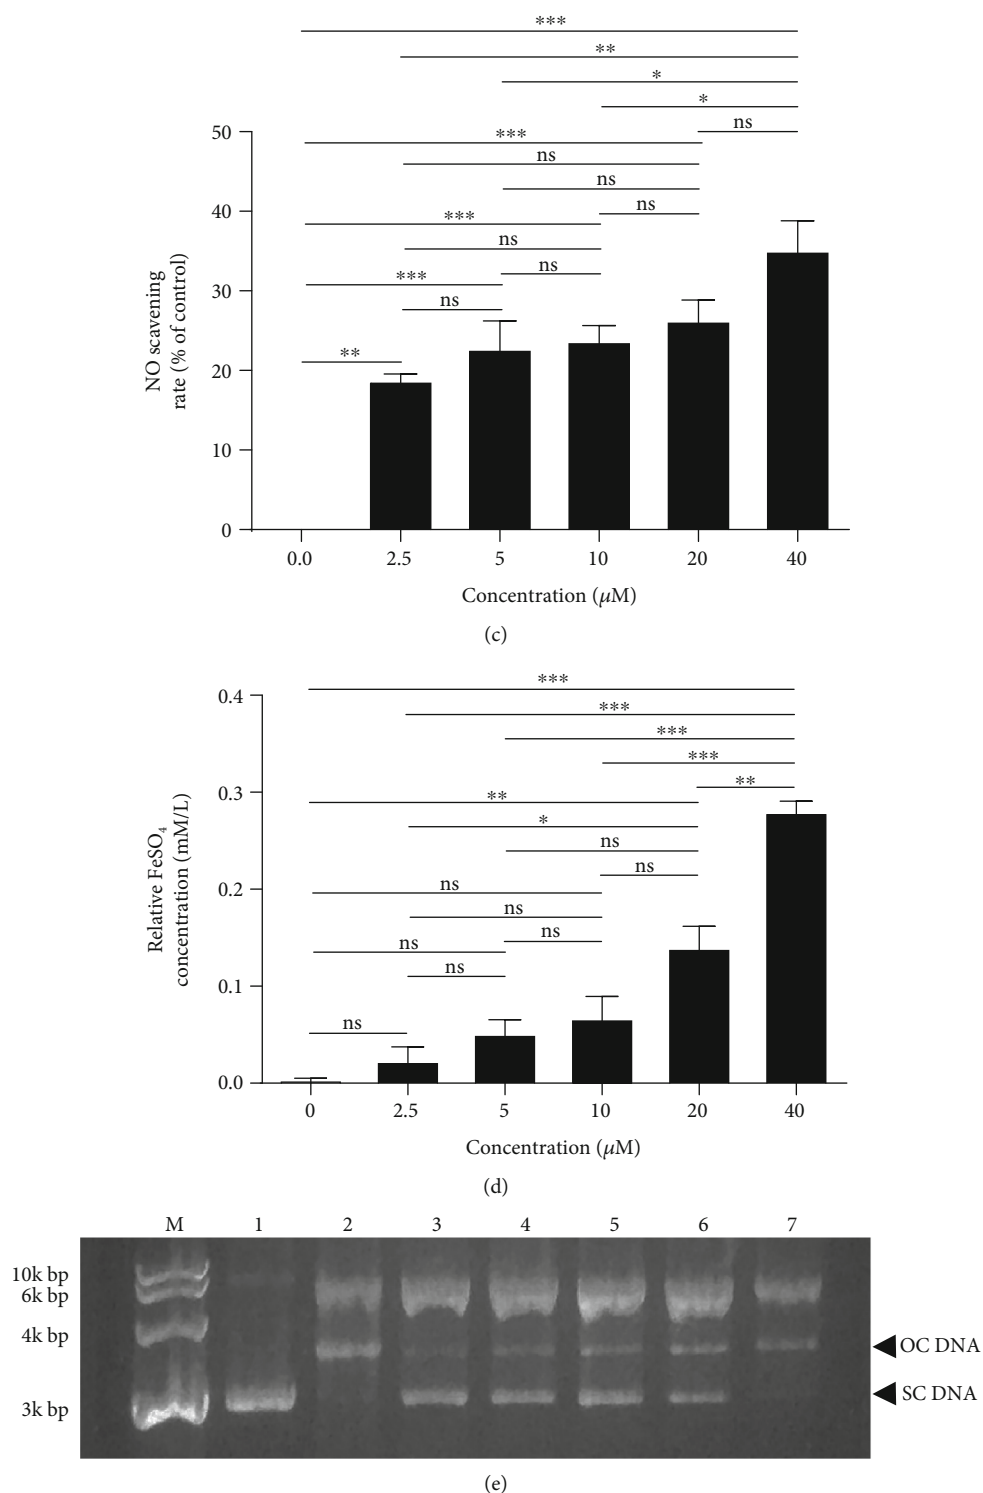 ***
**
*
*
ns
50
***
ns
ns
40
ns
***
ns
ns
***
30
ns
**
20
10
0
NO scavening
rate (% of control)
0.0 2.5 5 10 20 40
Concentration (μM)
(c)
***
0.4
***
***
***
**
0.3
**
*
ns
ns
0.2
ns
ns
ns
ns
ns
0.1
ns
0.0
Relative FeSO₄
concentration (mM/L)
0 2.5 5 10 20 40
Concentration (μM)
(d)
M 1 2 3 4 5 6 7
10k bp
6k bp
4k bp
OC DNA
SC DNA
3k bp
(e)